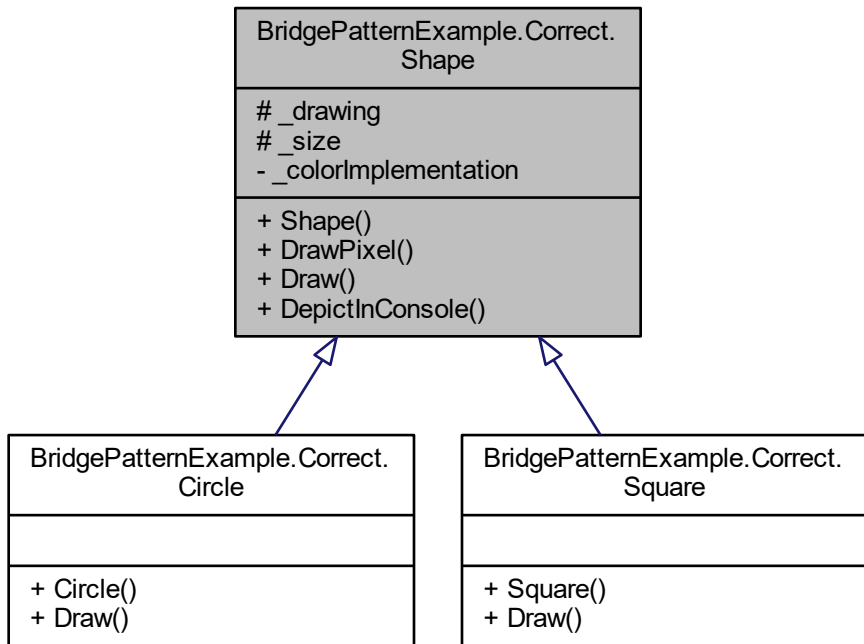 BridgePatternExample.Correct.
Shape
# _drawing
# _size
- _colorImplementation
+ Shape()
+ DrawPixel()
+ Draw()
+ DepictInConsole()
BridgePatternExample.Correct.
Circle
+ Circle()
+ Draw()
BridgePatternExample.Correct.
Square
+ Square()
+ Draw()